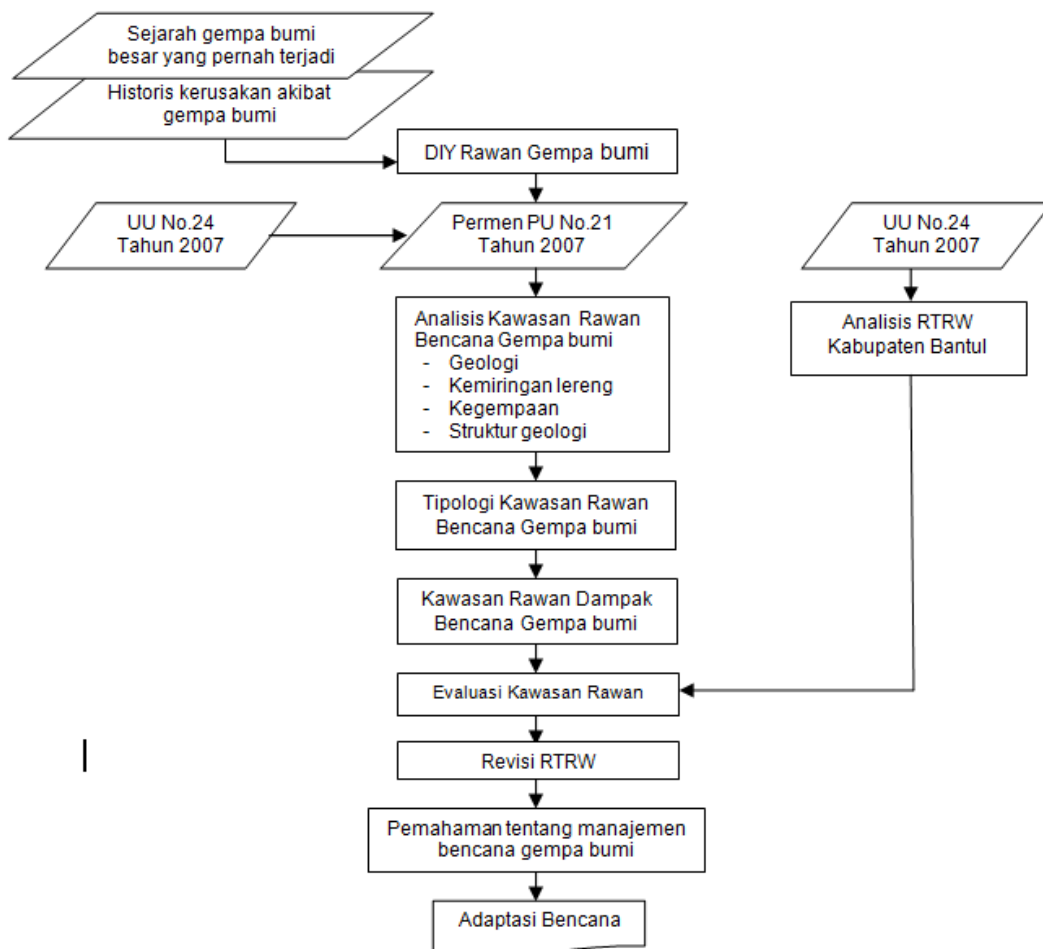 Sejarah gempa bumi
besar yang pernah terjadi
Historis kerusakan akibat
gempa bumi
DIY Rawan Gempa bumi
UU No.24
Tahun 2007
Permen PU No.21
Tahun 2007
UU No.24
Tahun 2007
Analisis Kawasan Rawan
Bencana Gempa bumi
- Geologi
- Kemiringan lereng
- Kegempaan
- Struktur geologi
Analisis RTRW
Kabupaten Bantul
Tipologi Kawasan Rawan
Bencana Gempa bumi
Kawasan Rawan Dampak
Bencana Gempa bumi
Evaluasi Kawasan Rawan
Revisi RTRW
Pemahaman tentang manajemen
bencana gempa bumi
Adaptasi Bencana